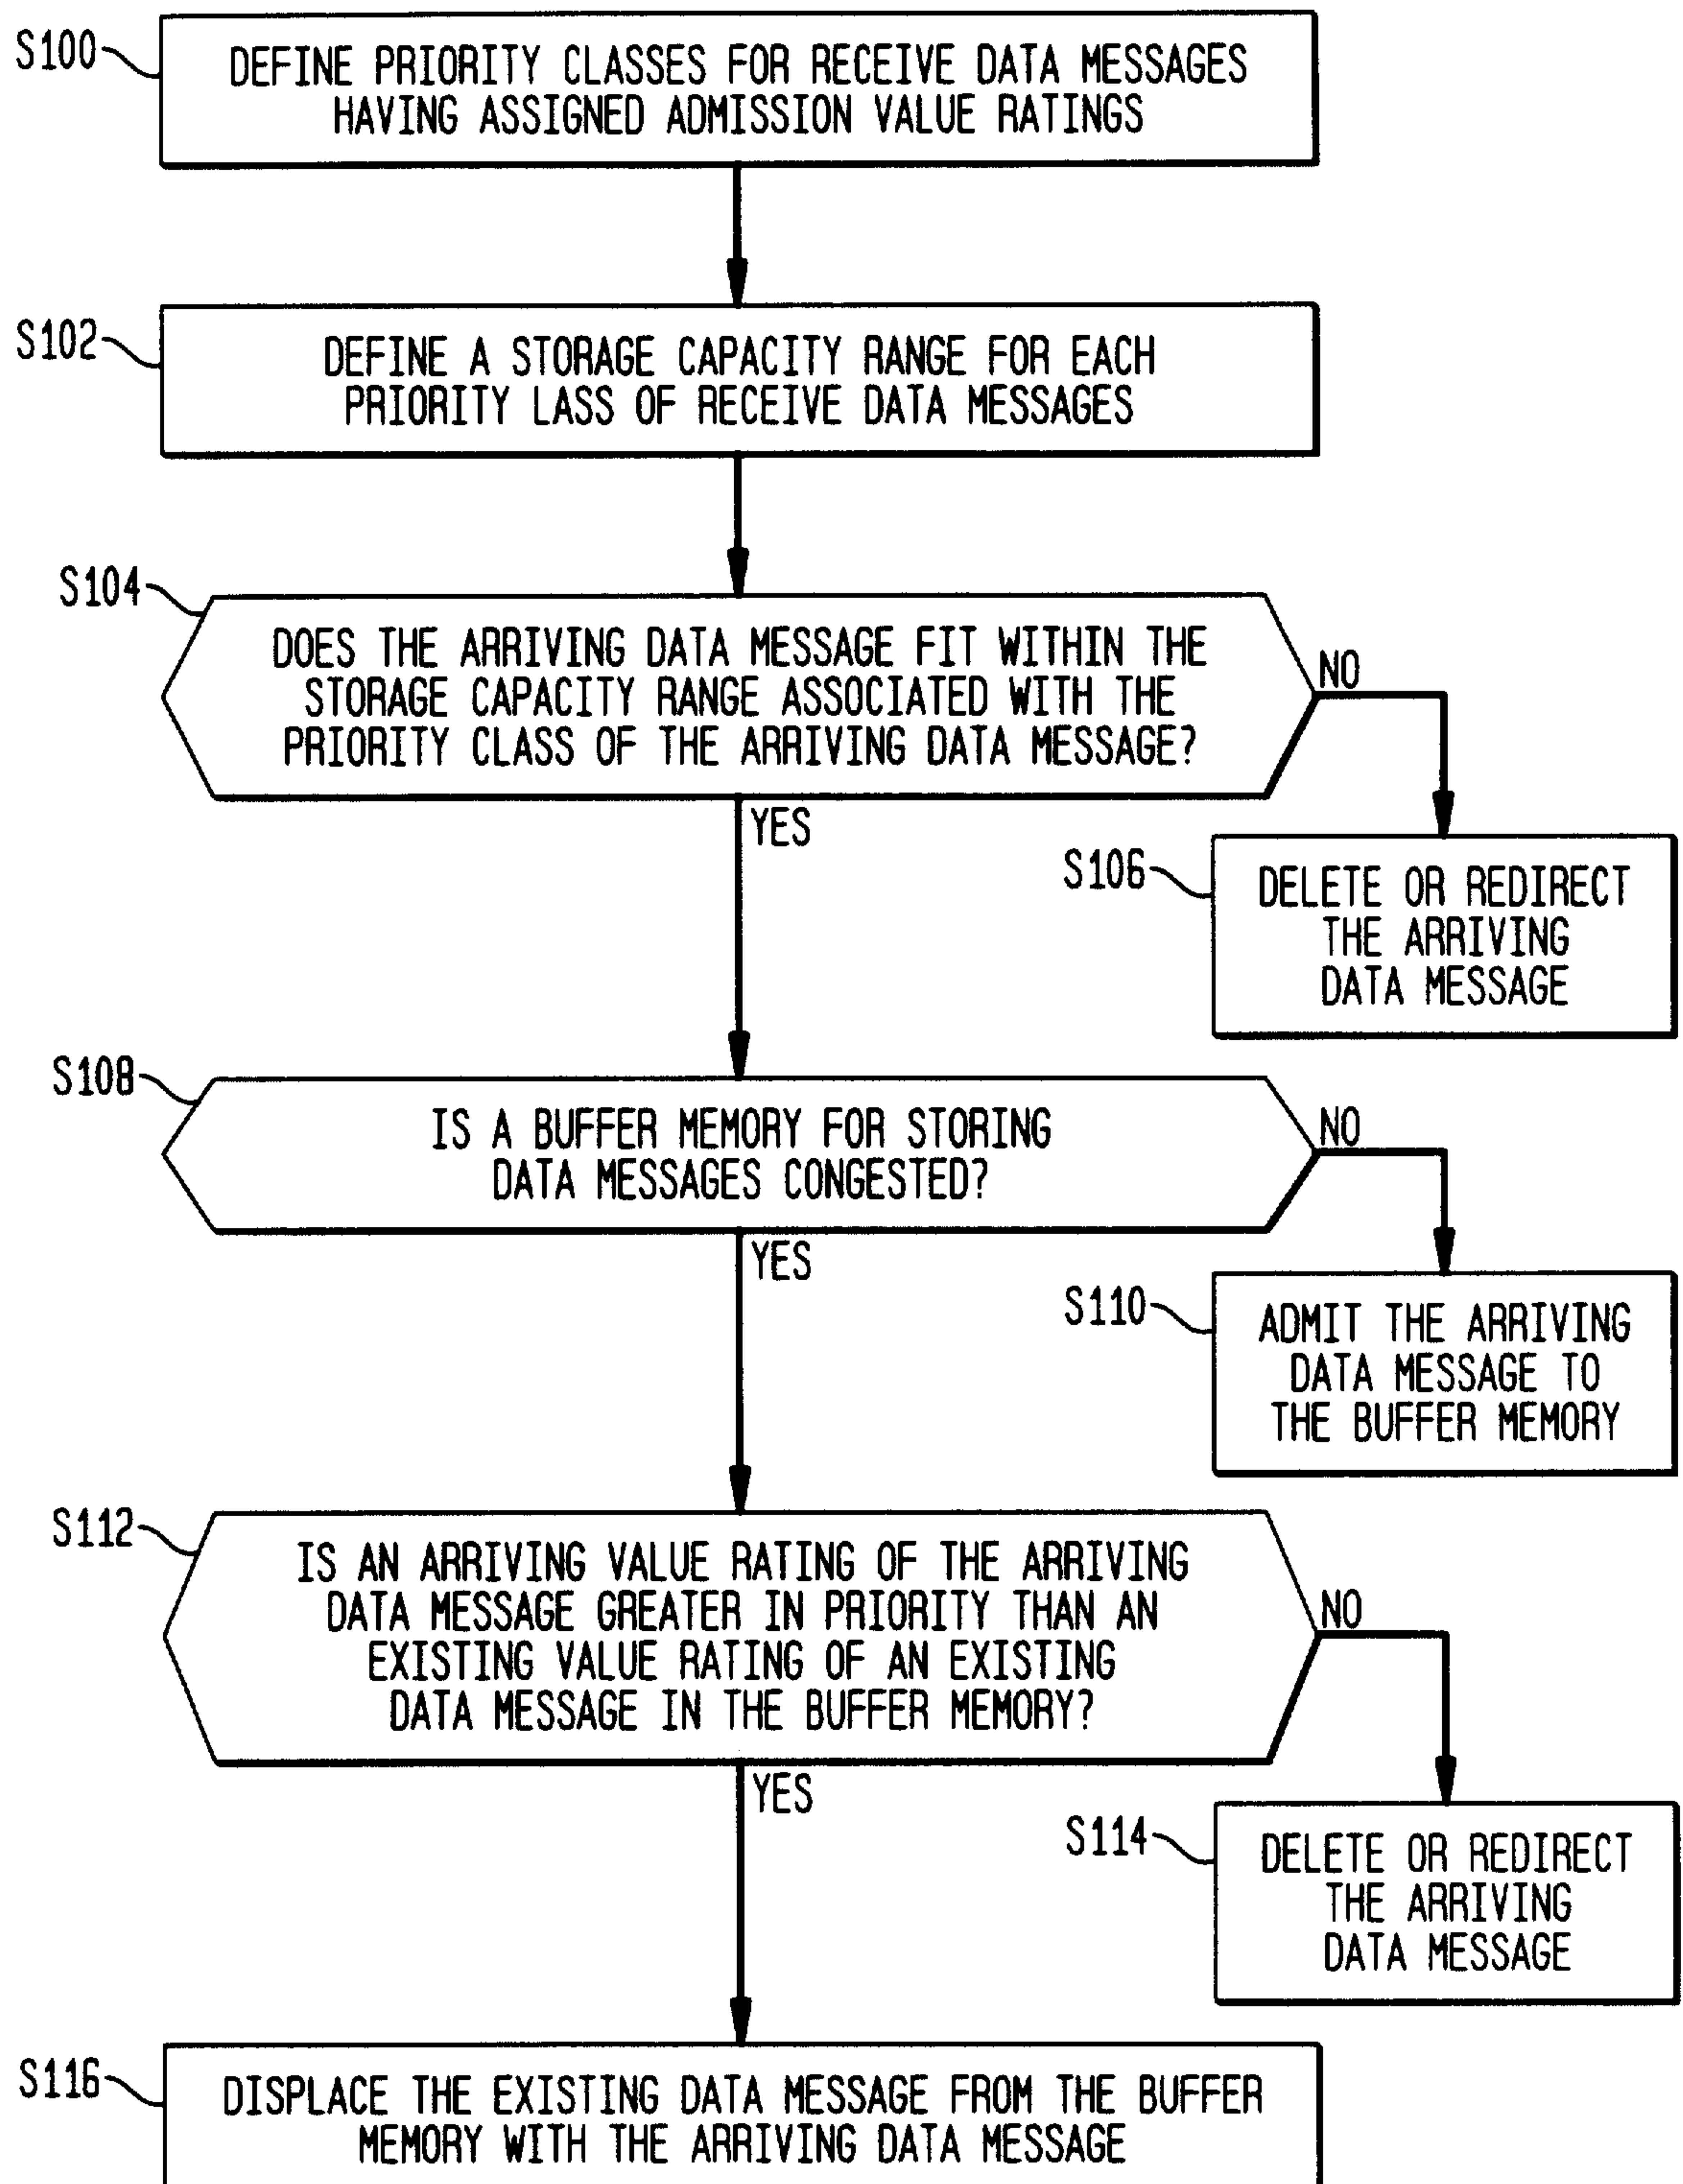 S100
DEFINE PRIORITY CLASSES FOR RECEIVE DATA MESSAGES
HAVING ASSIGNED ADMISSION VALUE RATINGS
S102
DEFINE A STORAGE CAPACITY RANGE FOR EACH
PRIORITY LASS OF RECEIVE DATA MESSAGES
S104
DOES THE ARRIVING DATA MESSAGE FIT WITHIN THE
STORAGE CAPACITY RANGE ASSOCIATED WITH THE
PRIORITY CLASS OF THE ARRIVING DATA MESSAGE?
NO
YES
S106
DELETE OR REDIRECT
THE ARRIVING
DATA MESSAGE
S108
IS A BUFFER MEMORY FOR STORING
DATA MESSAGES CONGESTED?
NO
YES
S110
ADMIT THE ARRIVING
DATA MESSAGE TO
THE BUFFER MEMORY
S112
IS AN ARRIVING VALUE RATING OF THE ARRIVING
DATA MESSAGE GREATER IN PRIORITY THAN AN
EXISTING VALUE RATING OF AN EXISTING
DATA MESSAGE IN THE BUFFER MEMORY?
NO
YES
S114
DELETE OR REDIRECT
THE ARRIVING
DATA MESSAGE
S116
DISPLACE THE EXISTING DATA MESSAGE FROM THE BUFFER
MEMORY WITH THE ARRIVING DATA MESSAGE